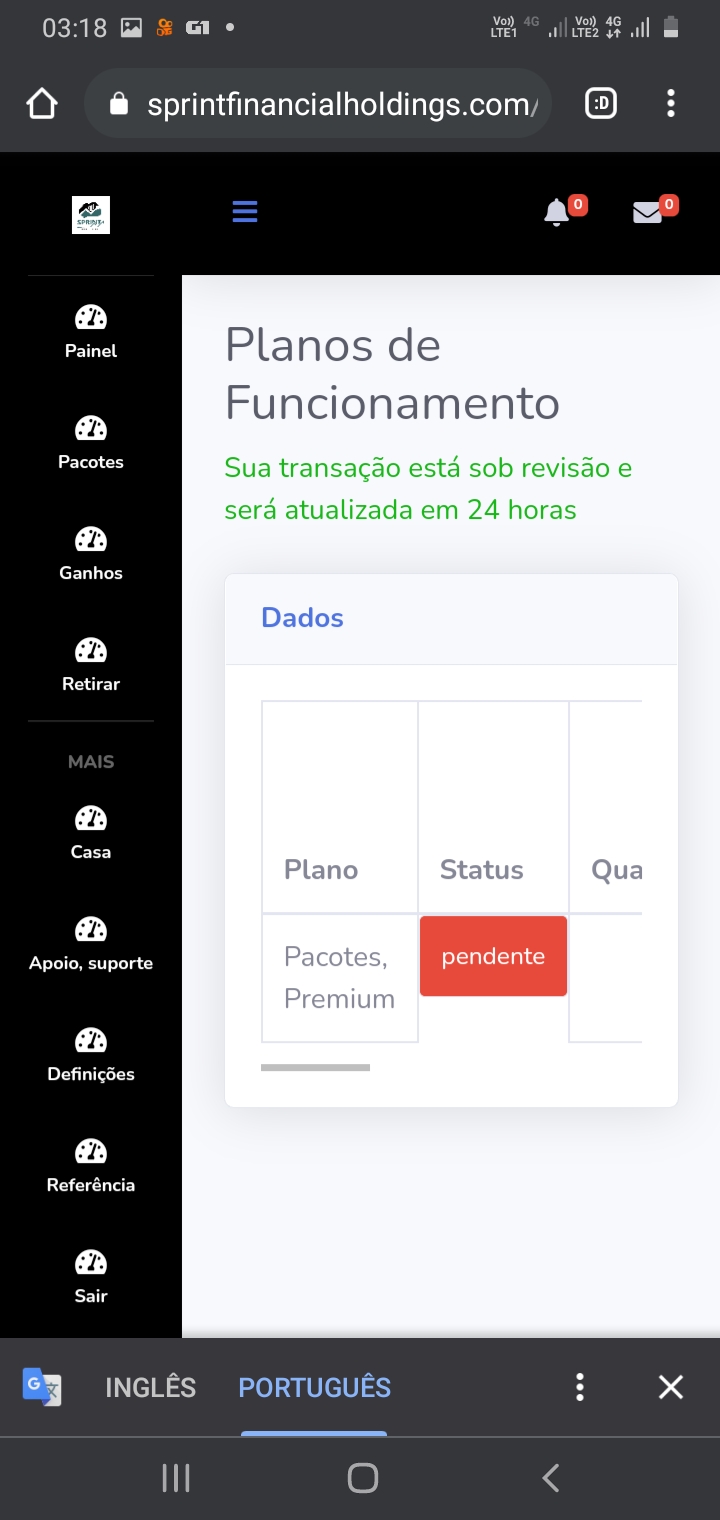 03:18 G1
Vo)) LTE1 4G Vo)) LTE2 4G
sprintfinancialholdings.com/
:D
SPRINT
0
0
Painel
Pacotes
Ganhos
Retirar
MAIS
Casa
Apoio, suporte
Definições
Referência
Sair
Planos de
Funcionamento
Sua transação está sob revisão e
será atualizada em 24 horas
Dados
Plano Status Qua
Pacotes, pendente
Premium
G INGLÊS PORTUGUÊS